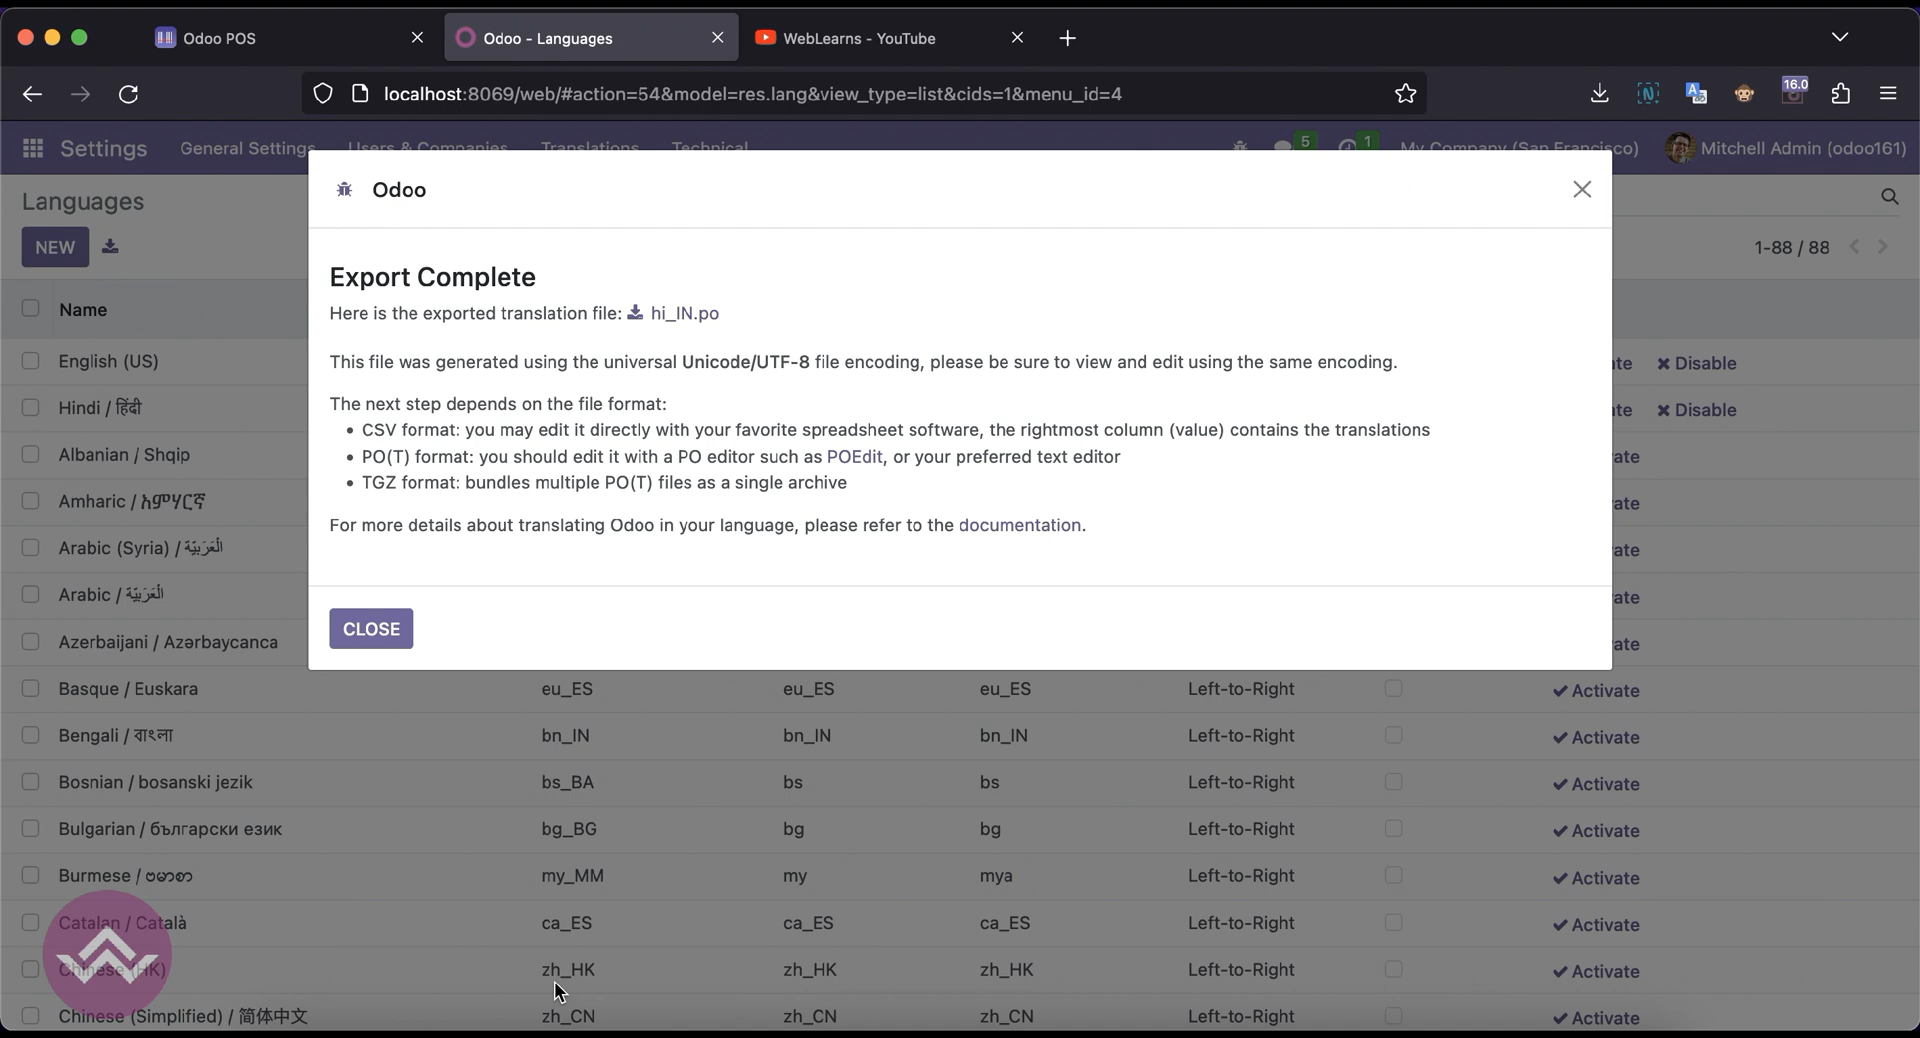 Odoo POS
Odoo - Languages
WebLearns - YouTube
localhost:8069/web/#action=54&model=res.lang&view_type=list&cids=1&menu_id=4
16.0
Settings General Settings Users & Companies Translations Technical 5 1 My Company (San Francisco) Mitchell Admin (odoo161)
Languages
NEW
1-88 / 88
Name
Odoo
Export Complete
Here is the exported translation file: hi_IN.po
This file was generated using the universal Unicode/UTF-8 file encoding, please be sure to view and edit using the same encoding.
The next step depends on the file format:
• CSV format: you may edit it directly with your favorite spreadsheet software, the rightmost column (value) contains the translations
• PO(T) format: you should edit it with a PO editor such as POEdit, or your preferred text editor
• TGZ format: bundles multiple PO(T) files as a single archive
For more details about translating Odoo in your language, please refer to the documentation.
CLOSE
English (US) Disable
Hindi / हिंदी Disable
Albanian / Shqip
Amharic / አምሃርኛ
Arabic (Syria) / الْعَرَبيّة
Arabic / الْعَرَبيّة
Azerbaijani / Azərbaycanca
Basque / Euskara eu_ES eu_ES eu_ES Left-to-Right Activate
Bengali / বাংলা bn_IN bn_IN bn_IN Left-to-Right Activate
Bosnian / bosanski jezik bs_BA bs bs Left-to-Right Activate
Bulgarian / български език bg_BG bg bg Left-to-Right Activate
Burmese / ဗမာစာ my_MM my mya Left-to-Right Activate
Catalan / Català ca_ES ca_ES ca_ES Left-to-Right Activate
Chinese (HK) zh_HK zh_HK zh_HK Left-to-Right Activate
Chinese (Simplified) / 简体中文 zh_CN zh_CN zh_CN Left-to-Right Activate